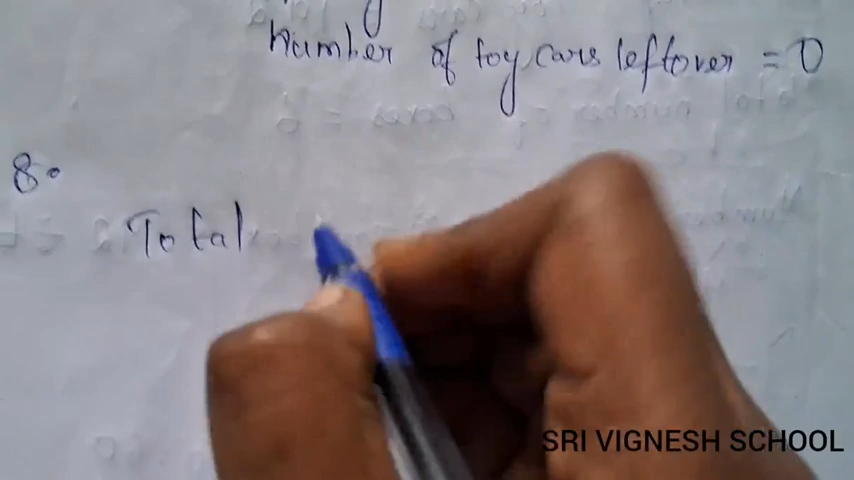 Number of toy cars leftover = 0
8.
Total
SRI VIGNESH SCHOOL